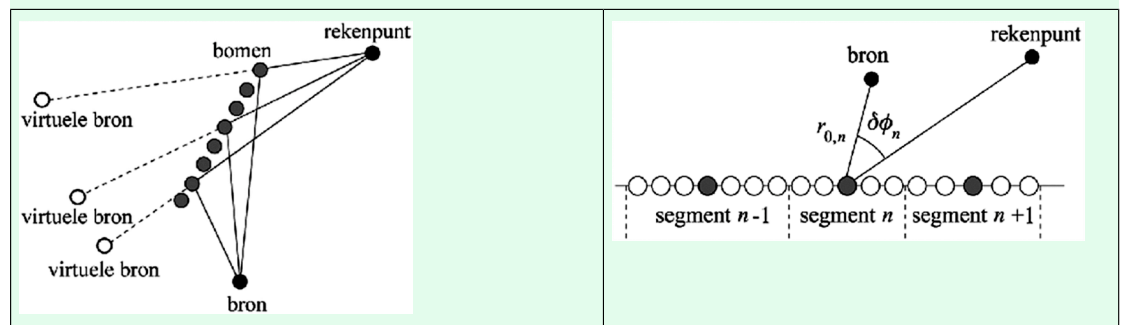 rekenpunt
bomen
virtuele bron
virtuele bron
virtuele bron
bron
rekenpunt
bron
r0,n
δϕn
segment n-1
segment n
segment n +1